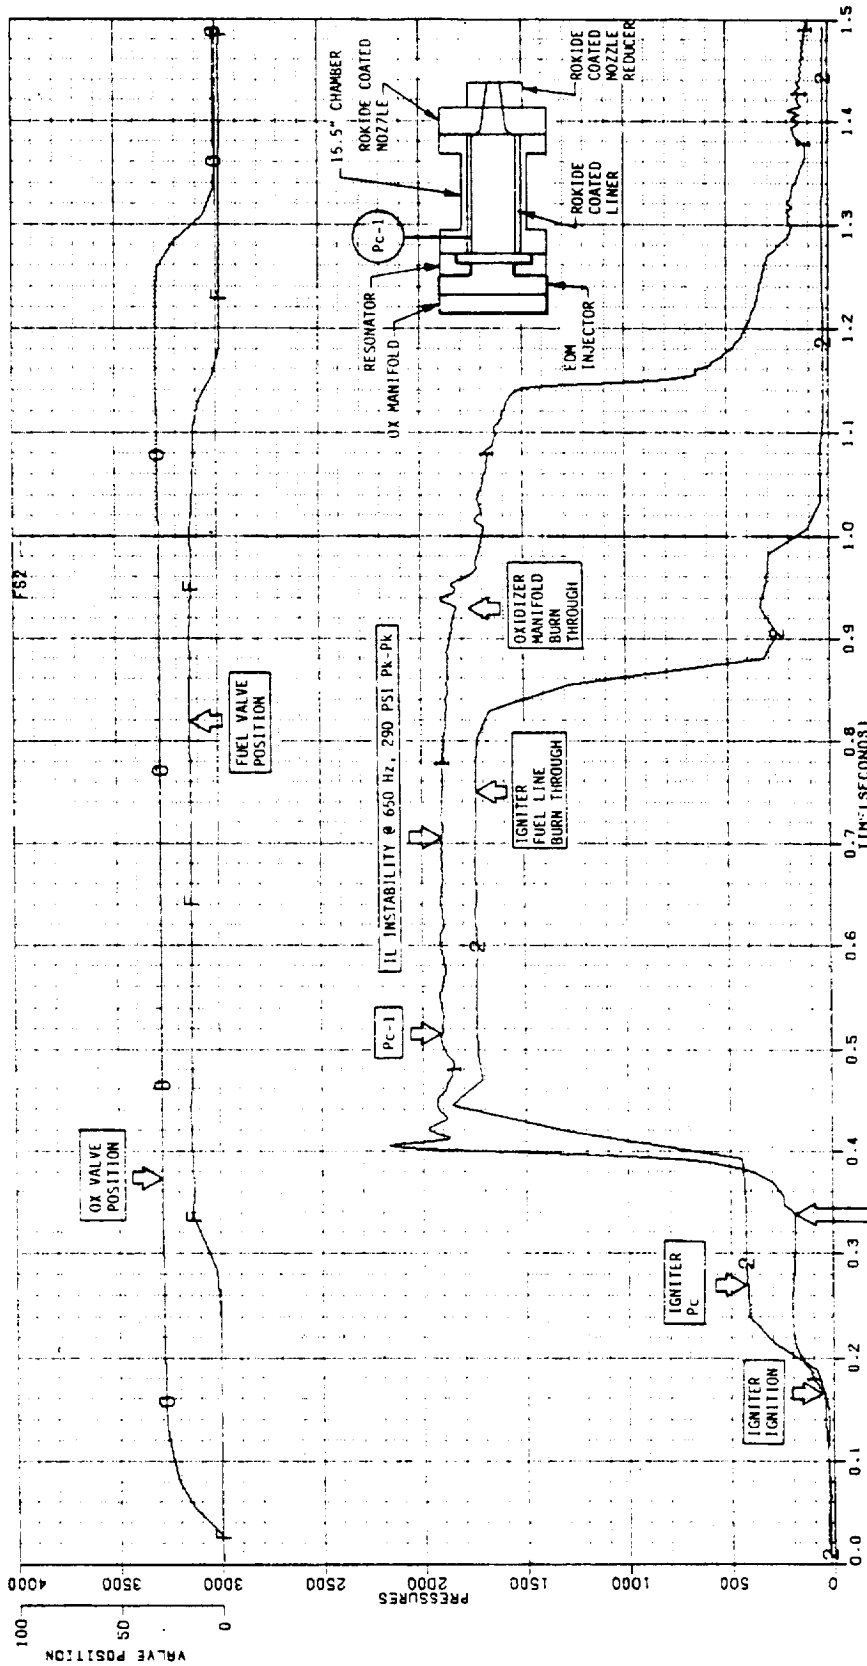 FS2
VALVE POSITION
100
50
0
4000
3500
3000
2500
2000
1500
1000
500
0
PRESSURES
OX VALVE
POSITION
FUEL VALVE
POSITION
Pc-1
1L INSTABILITY @ 650 Hz, 290 PSI Pk-Pk
IGNITER
FUEL LINE
BURN THROUGH
OXIDIZER
MANIFOLD
BURN
THROUGH
IGNITER
Pc
IGNITER
IGNITION
OX MANIFOLD
RESONATOR
Pc-1
15.5" CHAMBER
ROKIDE COATED
NOZZLE
EDM
INJECTOR
ROKIDE
COATED
LINER
ROKIDE
COATED
NOZZLE
REDUCER
0.0 0.1 0.2 0.3 0.4 0.5 0.6 0.7 0.8 0.9 1.0 1.1 1.2 1.3 1.4 1.5